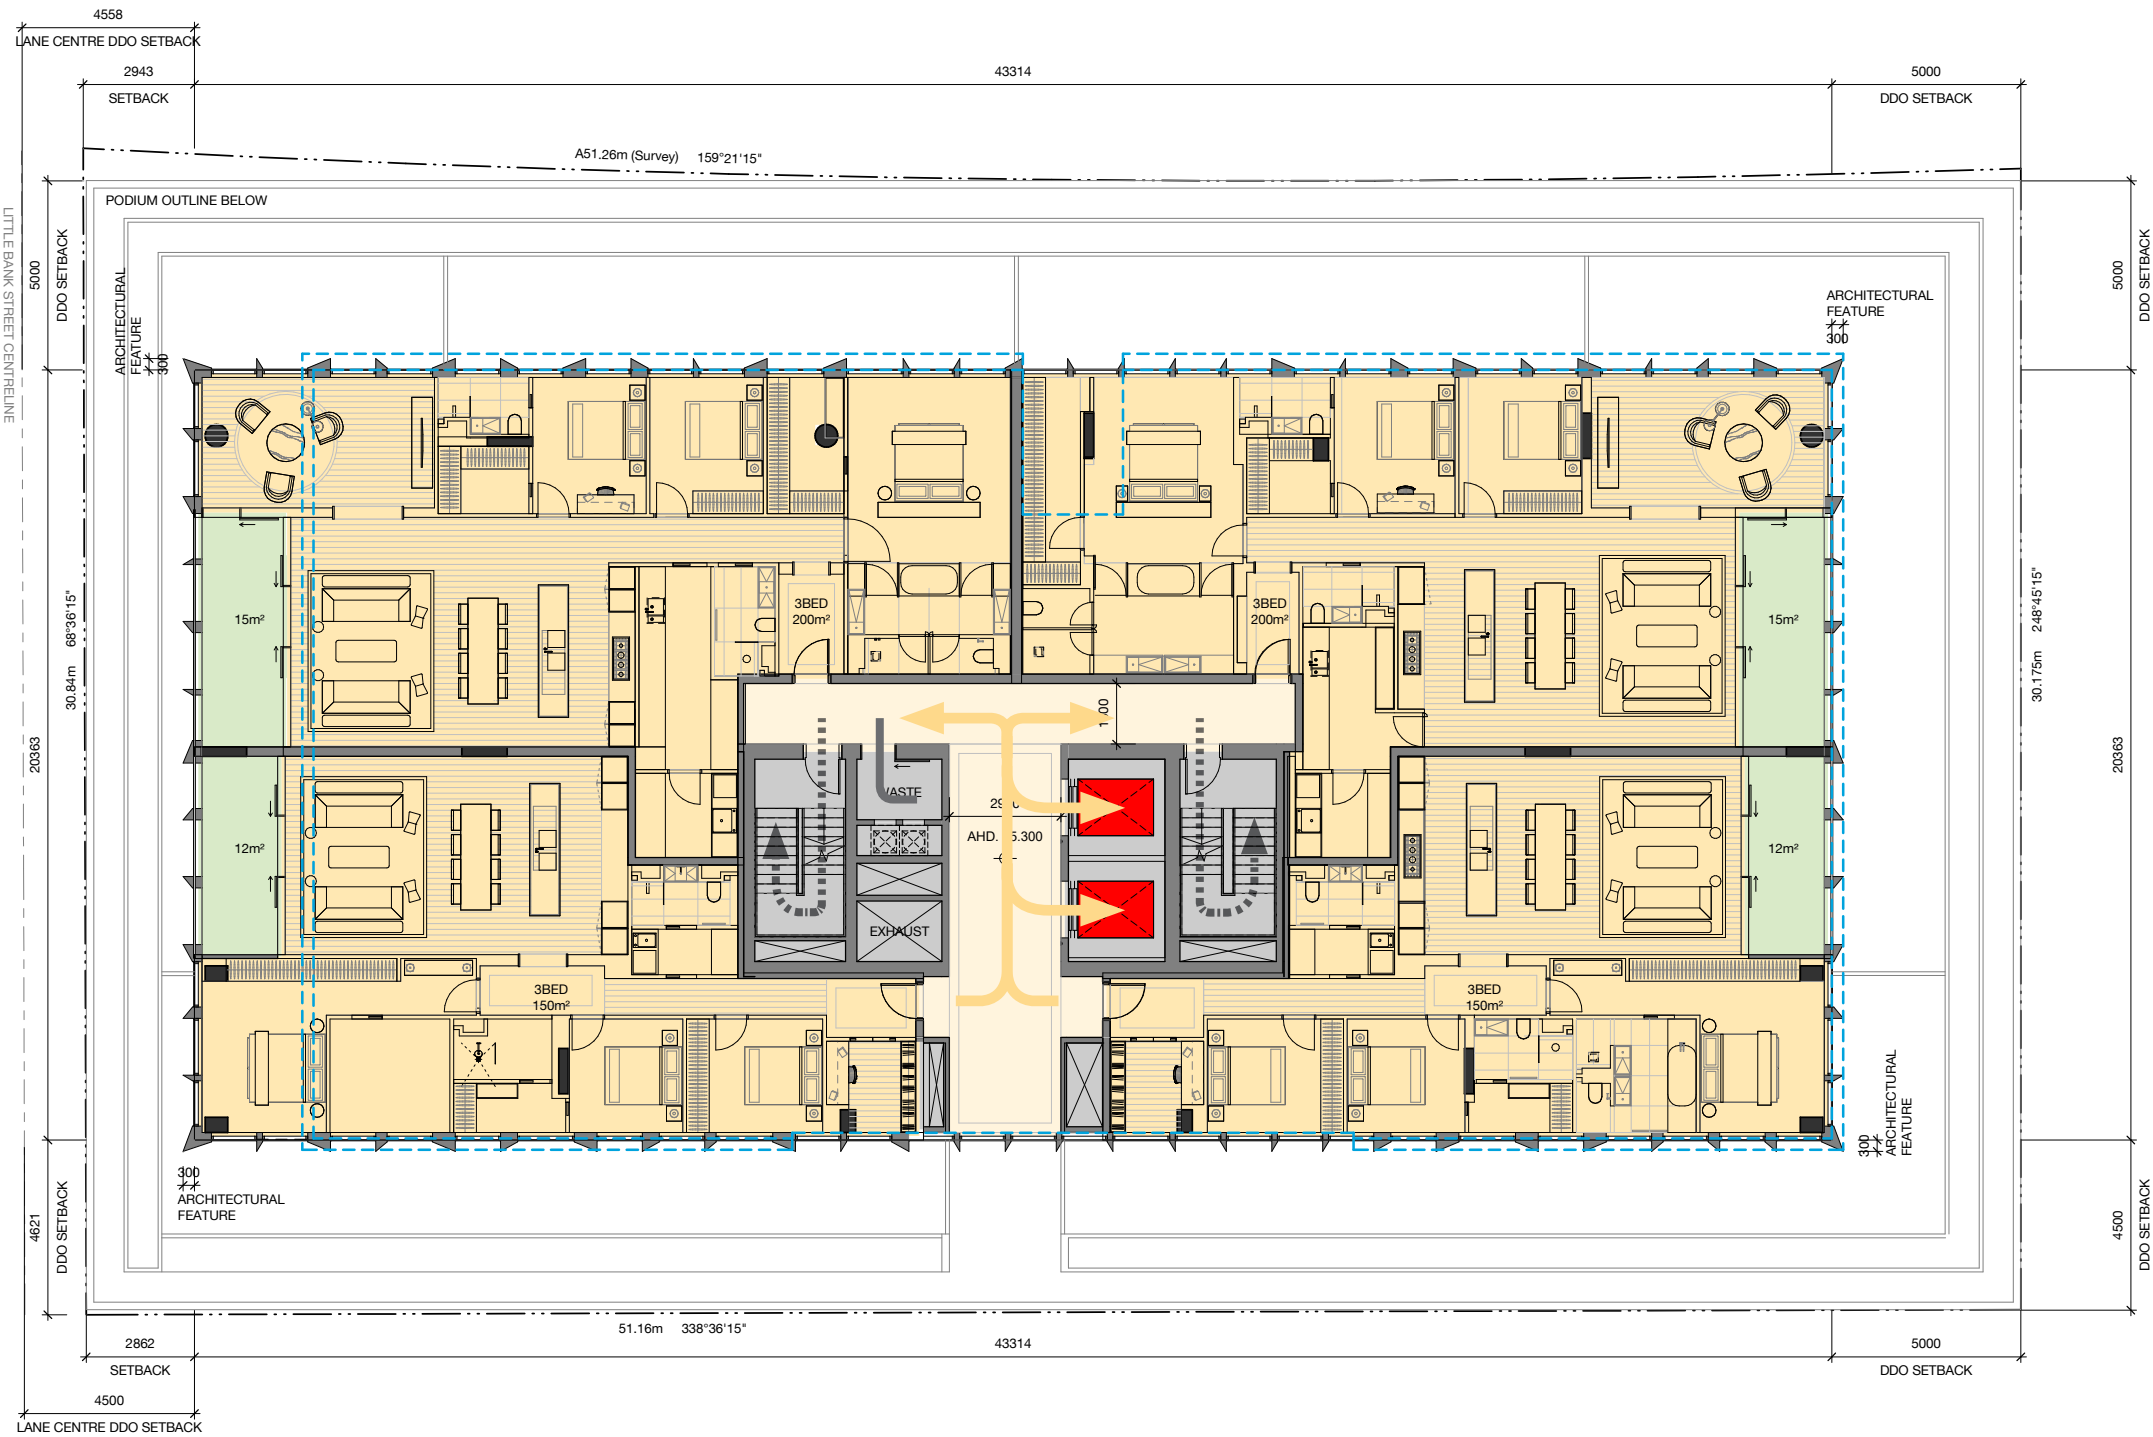 4558
LANE CENTRE DDO SETBACK
2943
SETBACK
43314
5000
DDO SETBACK
A51.26m (Survey) 159°21'15"
PODIUM OUTLINE BELOW
LITTLE BANK STREET CENTRELINE
5000
DDO SETBACK
ARCHITECTURAL
FEATURE
300
ARCHITECTURAL
FEATURE
300
5000
DDO SETBACK
30.84m 68°36'15"
20363
15m²
3BED
200m²
3BED
200m²
15m²
30.175m 248°45'15"
20363
12m²
WASTE
AHD.
5.300
EXHAUST
12m²
3BED
150m²
3BED
150m²
1
300
ARCHITECTURAL
FEATURE
300
ARCHITECTURAL
FEATURE
4621
DDO SETBACK
4500
DDO SETBACK
51.16m 338°36'15"
2862
SETBACK
43314
5000
DDO SETBACK
4500
LANE CENTRE DDO SETBACK